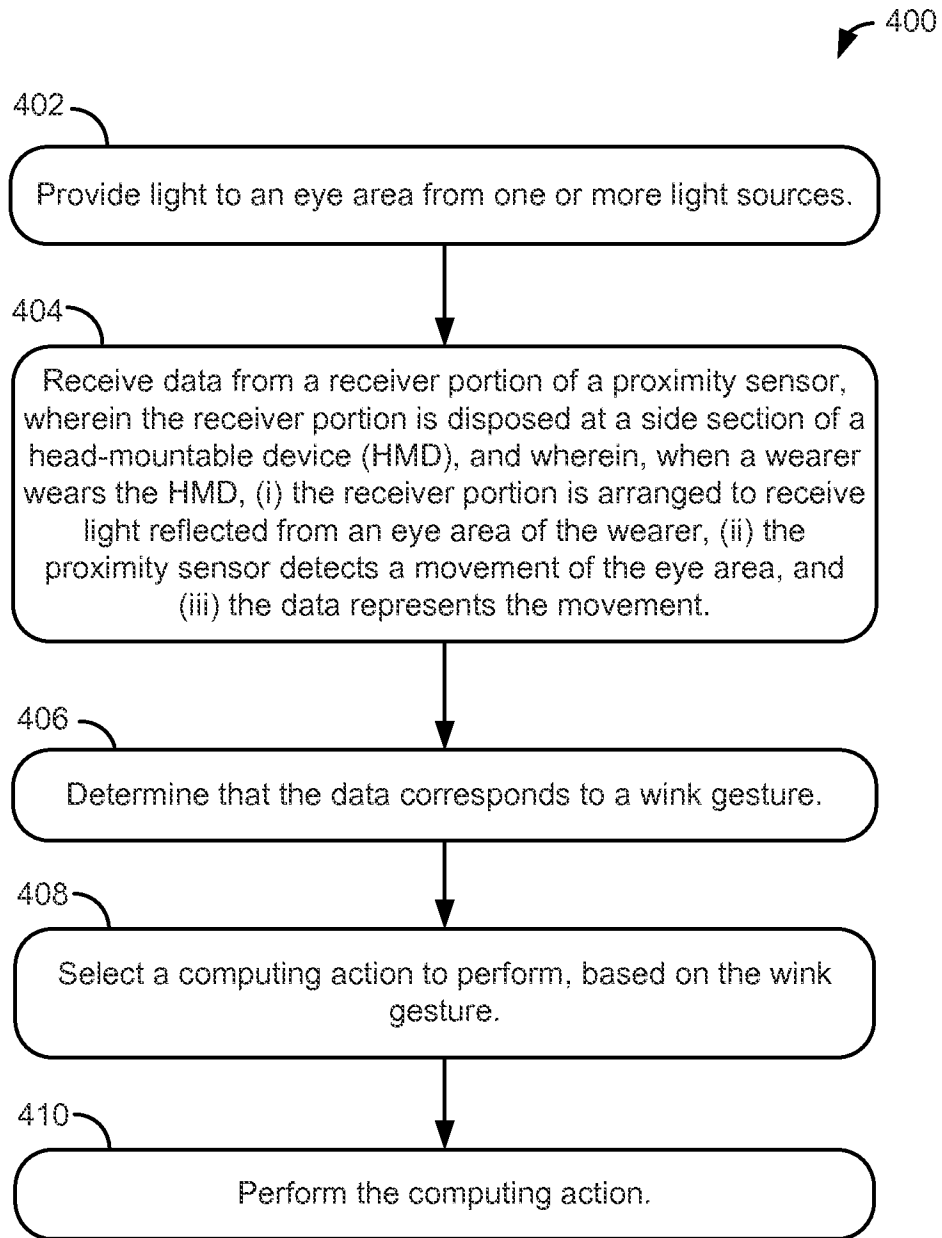 400
402
Provide light to an eye area from one or more light sources.
404
Receive data from a receiver portion of a proximity sensor,
wherein the receiver portion is disposed at a side section of a
head-mountable device (HMD), and wherein, when a wearer
wears the HMD, (i) the receiver portion is arranged to receive
light reflected from an eye area of the wearer, (ii) the
proximity sensor detects a movement of the eye area, and
(iii) the data represents the movement.
406
Determine that the data corresponds to a wink gesture.
408
Select a computing action to perform, based on the wink
gesture.
410
Perform the computing action.